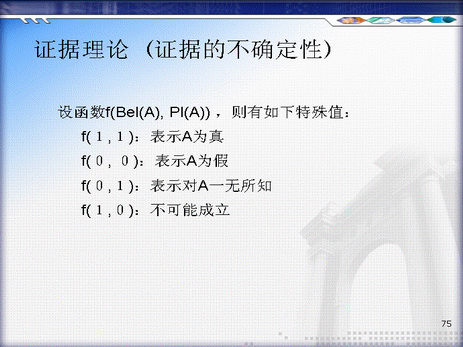 证据理论（证据的不确定性）
设函数f(Bel(A), Pl(A)) ，则有如下特殊值：
f( 1 , 1 )：表示A为真
f( 0 , 0 )：表示A为假
f( 0 , 1 )：表示对A一无所知
f( 1 , 0 )：不可能成立
75